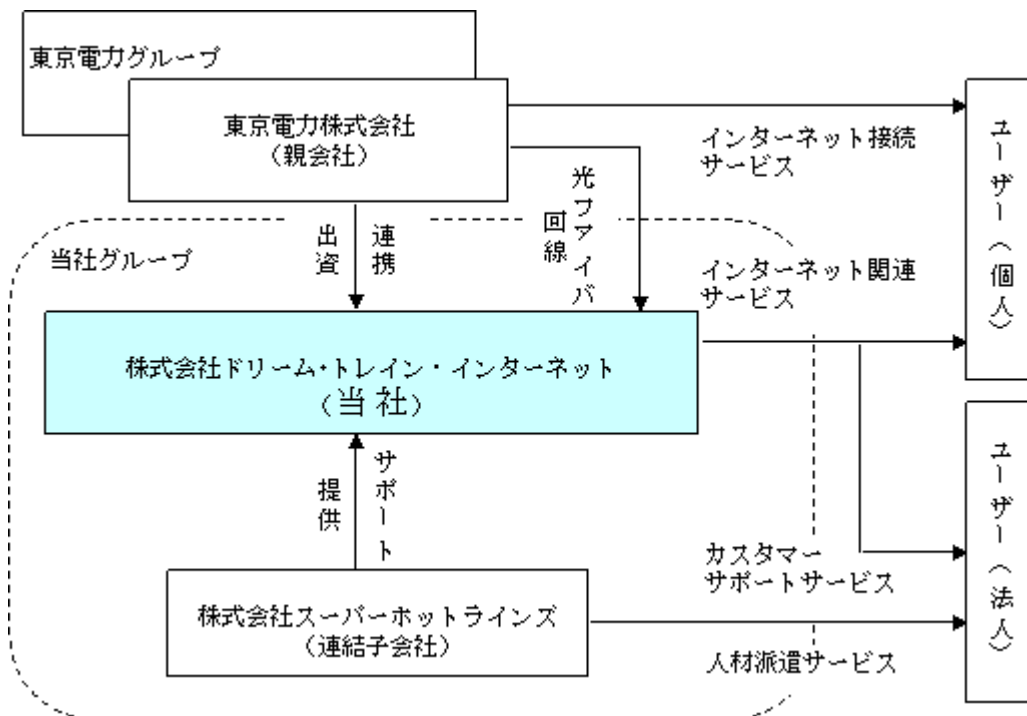 東京電力グループ
東京電力株式会社
（親会社）
インターネット接続
サービス
ユーザー（個人）
光ファイバ
回線
出資
連携
当社グループ
インターネット関連
サービス
株式会社ドリーム・トレイン・インターネット
（当社）
提供
サポート
カスタマー
サポートサービス
ユーザー（法人）
株式会社スーパーホットラインズ
（連結子会社）
人材派遣サービス